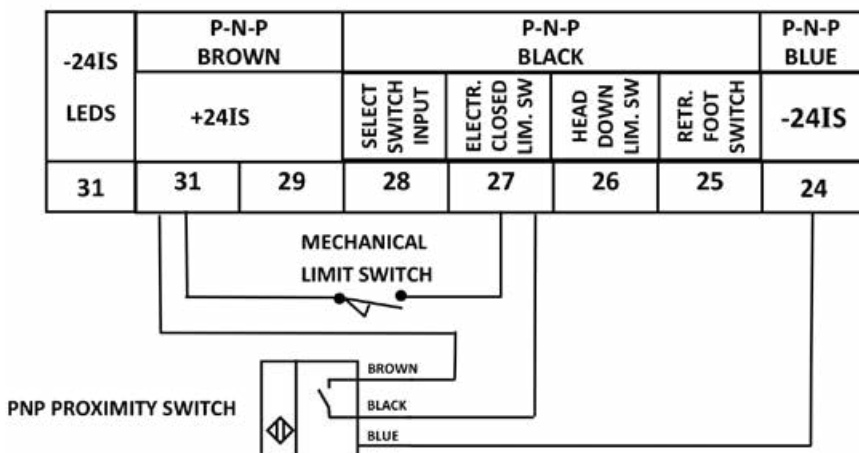 -24IS
LEDS
31
P-N-P
BROWN
+24IS
31
29
P-N-P
BLACK
SELECT
SWITCH
INPUT
28
ELECTR.
CLOSED
LIM. SW
27
HEAD
DOWN
LIM. SW
26
RETR.
FOOT
SWITCH
25
P-N-P
BLUE
-24IS
24
MECHANICAL
LIMIT SWITCH
PNP PROXIMITY SWITCH
BROWN
BLACK
BLUE